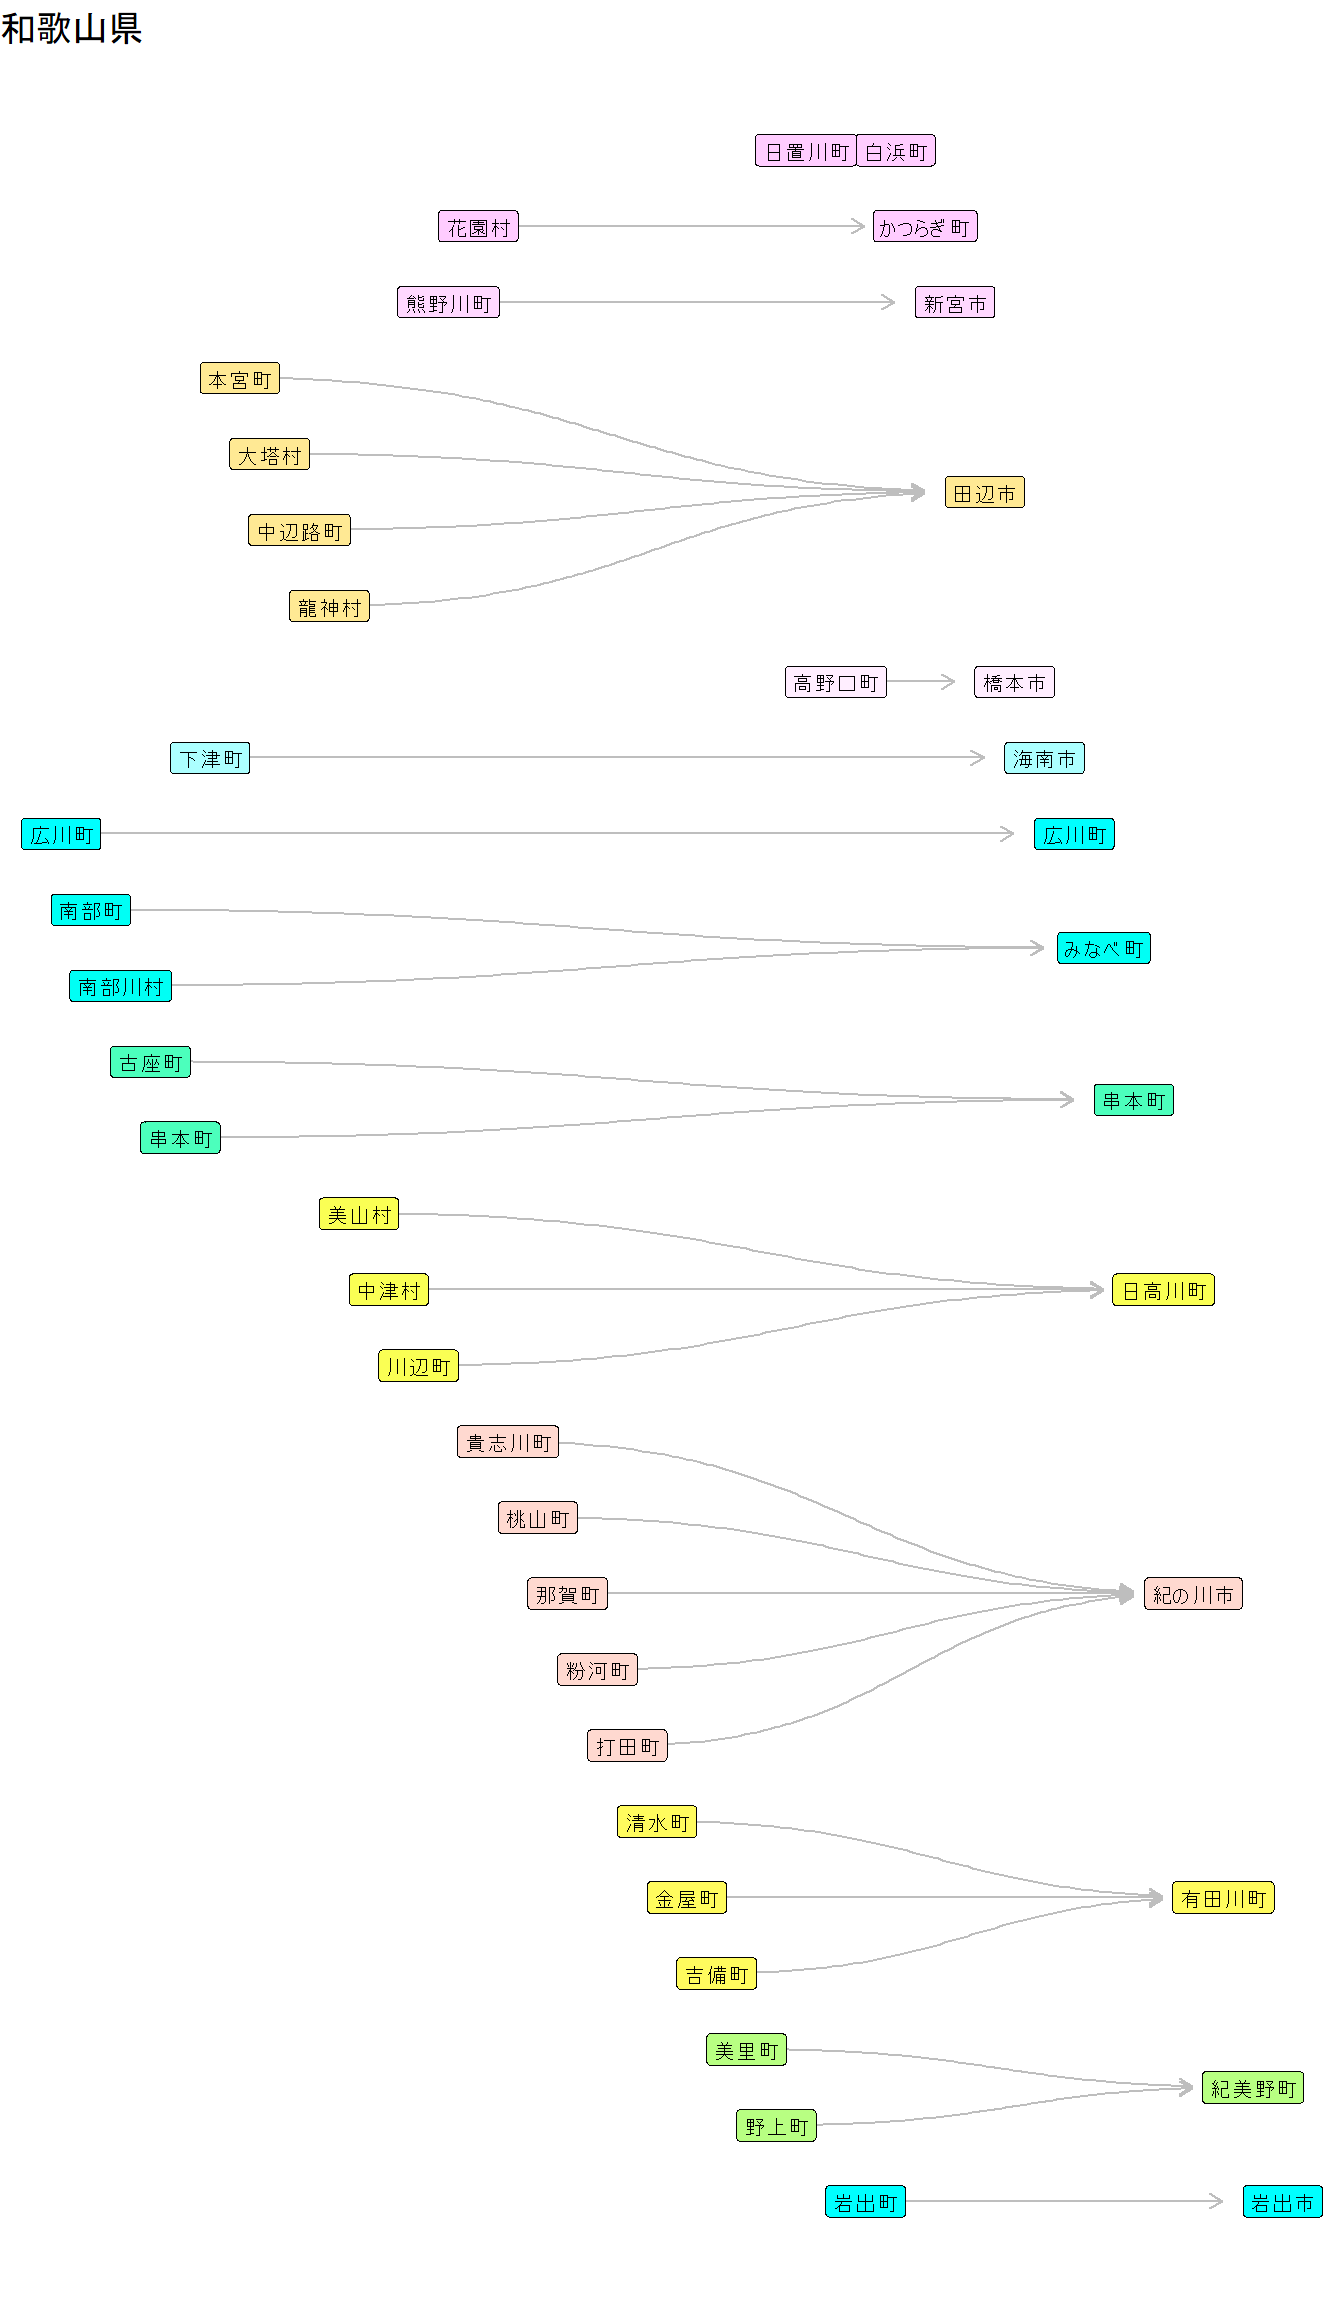 和歌山県
日置川町 白浜町
花園村 かつらぎ町
熊野川町 新宮市
本宮町
大塔村
田辺市
中辺路町
龍神村
高野口町 橋本市
下津町 海南市
広川町 広川町
南部町
みなべ町
南部川村
古座町
串本町
串本町
美山村
中津村 日高川町
川辺町
貴志川町
桃山町
那賀町 紀の川市
粉河町
打田町
清水町
金屋町 有田川町
吉備町
美里町
紀美野町
野上町
岩出町 岩出市